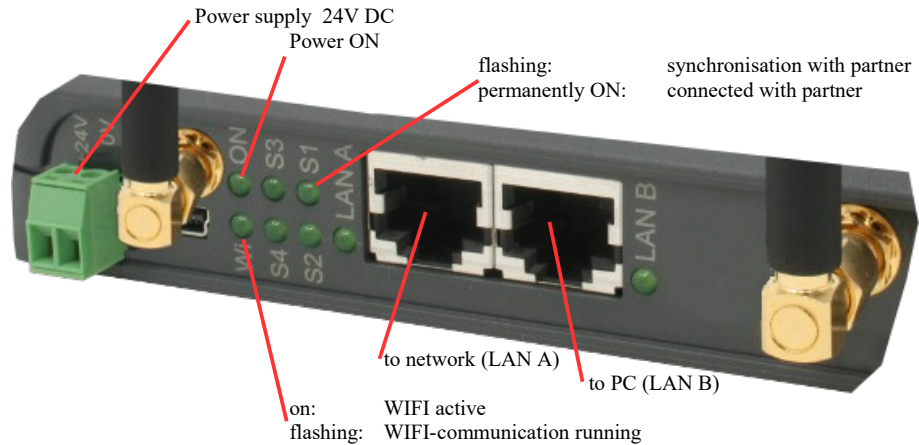 Power supply 24V DC
Power ON
flashing: synchronisation with partner
permanently ON: connected with partner
24V
0V
ON
S3
S1
LAN A
LAN B
S4
S2
to network (LAN A)
to PC (LAN B)
on: WIFI active
flashing: WIFI-communication running